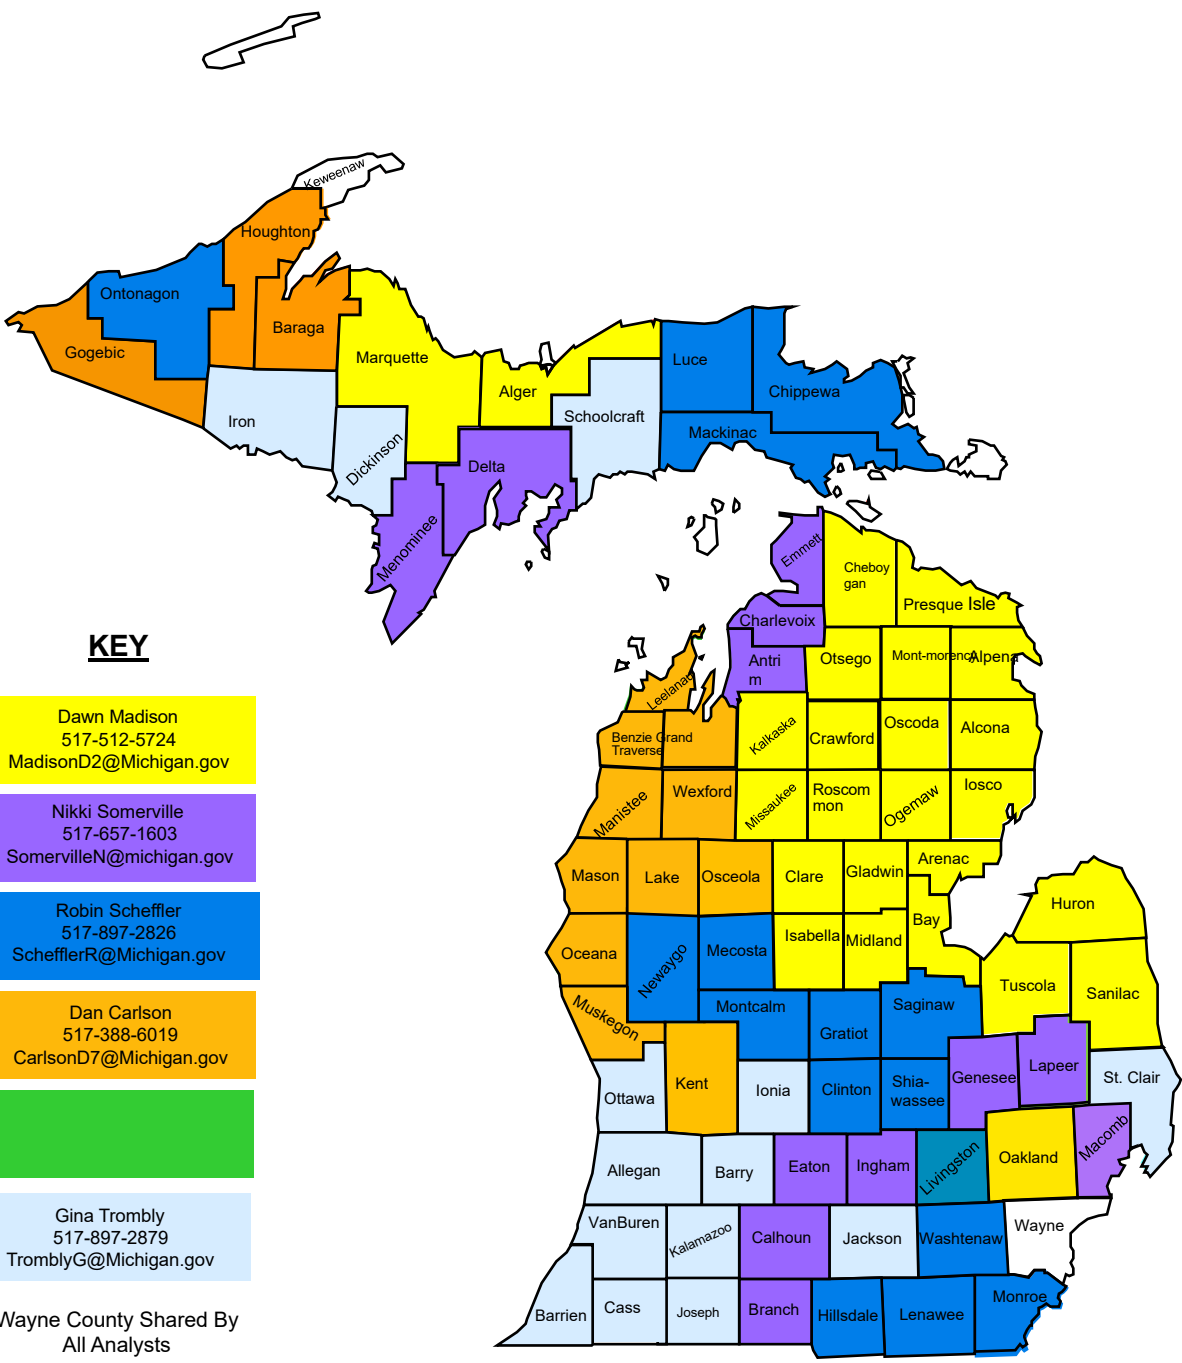 Keweenaw
Houghton
Ontonagon
Baraga
Gogebic
Marquette
Luce
Alger
Chippewa
Iron
Schoolcraft
Mackinac
Dickinson
Delta
Menominee
Emmett
Cheboy
gan
Presque Isle
Charlevoix
Antri
m
Otsego
Mont-morency
Alpena
Leelanau
Benzie Grand
Traverse
Kalkaska
Crawford
Oscoda
Alcona
Manistee
Wexford
Missaukee
Roscom
mon
Ogemaw
Iosco
Mason
Lake
Osceola
Clare
Gladwin
Arenac
Huron
Oceana
Newaygo
Mecosta
Isabella
Midland
Bay
Tuscola
Sanilac
Muskegon
Montcalm
Gratiot
Saginaw
Ottawa
Kent
Ionia
Clinton
Shia-
wassee
Genesee
Lapeer
St. Clair
Allegan
Barry
Eaton
Ingham
Livingston
Oakland
Macomb
VanBuren
Kalamazoo
Calhoun
Jackson
Washtenaw
Wayne
Barrien
Cass
Joseph
Branch
Hillsdale
Lenawee
Monroe
KEY
Dawn Madison
517-512-5724
MadisonD2@Michigan.gov
Nikki Somerville
517-657-1603
SomervilleN@michigan.gov
Robin Scheffler
517-897-2826
SchefflerR@Michigan.gov
Dan Carlson
517-388-6019
CarlsonD7@Michigan.gov
Gina Trombly
517-897-2879
TromblyG@Michigan.gov
Wayne County Shared By
All Analysts